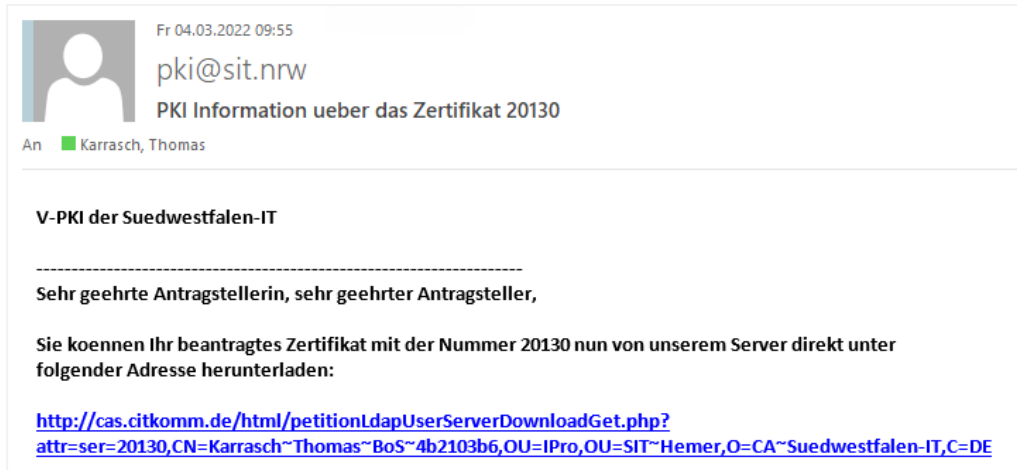 Fr 04.03.2022 09:55
pki@sit.nrw
PKI Information ueber das Zertifikat 20130
An Karrasch, Thomas
V-PKI der Suedwestfalen-IT
----------------------------------------------------------------------
Sehr geehrte Antragstellerin, sehr geehrter Antragsteller,
Sie koennen Ihr beantragtes Zertifikat mit der Nummer 20130 nun von unserem Server direkt unter
folgender Adresse herunterladen:
http://cas.citkomm.de/html/petitionLdapUserServerDownloadGet.php?
attr=ser=20130,CN=Karrasch~Thomas~BoS~4b2103b6,OU=IPro,OU=SIT~Hemer,O=CA~Suedwestfalen-IT,C=DE